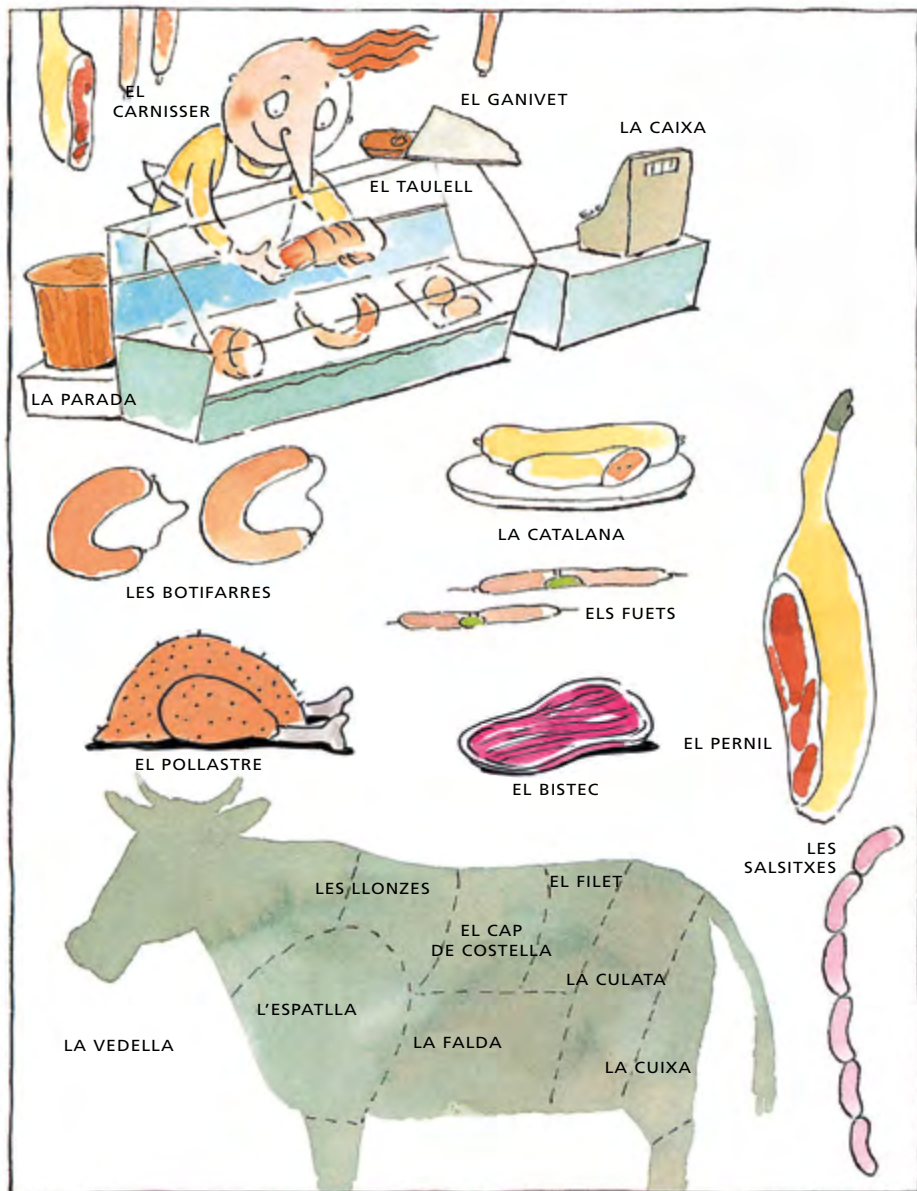 EL
CARNISSER
EL GANIVET
LA CAIXA
EL TAULELL
LA PARADA
LA CATALANA
LES BOTIFARRES
ELS FUETS
EL PERNIL
EL POLLASTRE
EL BISTEC
LES
SALSITXES
LES LLONZES
EL FILET
EL CAP
DE COSTELLA
LA CULATA
L'ESPATLLA
LA VEDELLA
LA FALDA
LA CUIXA